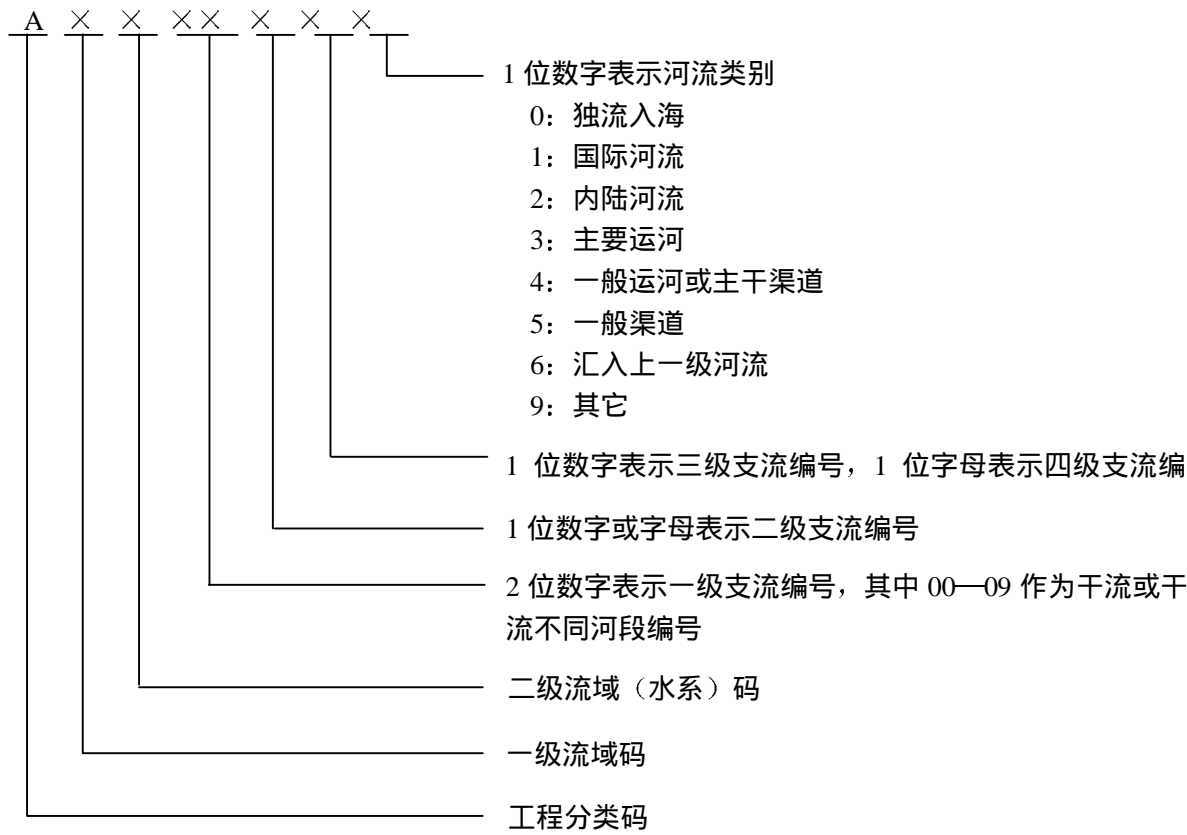 A × × ×× × × ×
1 位数字表示河流类别
0：独流入海
1：国际河流
2：内陆河流
3：主要运河
4：一般运河或主干渠道
5：一般渠道
6：汇入上一级河流
9：其它
1 位数字表示三级支流编号，1 位字母表示四级支流编
1 位数字或字母表示二级支流编号
2 位数字表示一级支流编号，其中 00—09 作为干流或干
流不同河段编号
二级流域（水系）码
一级流域码
工程分类码